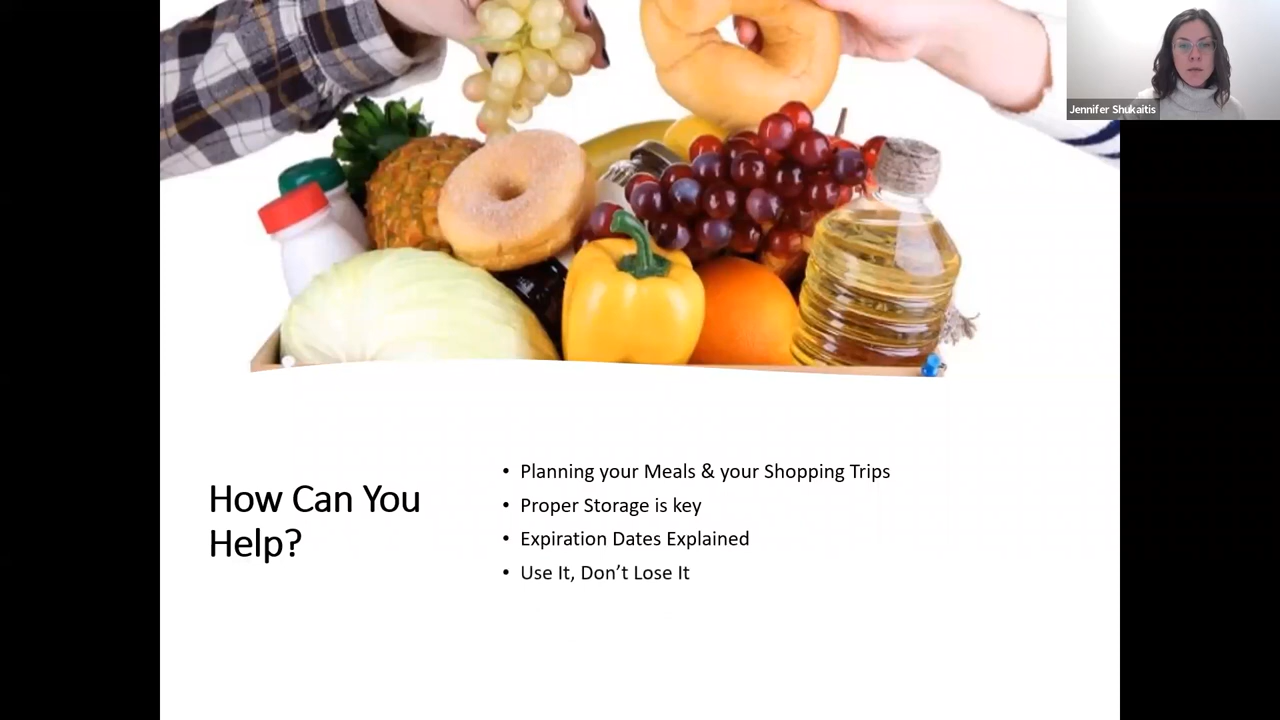 Jennifer Shukaitis
How Can You
Help?
• Planning your Meals & your Shopping Trips
• Proper Storage is key
• Expiration Dates Explained
• Use It, Don’t Lose It